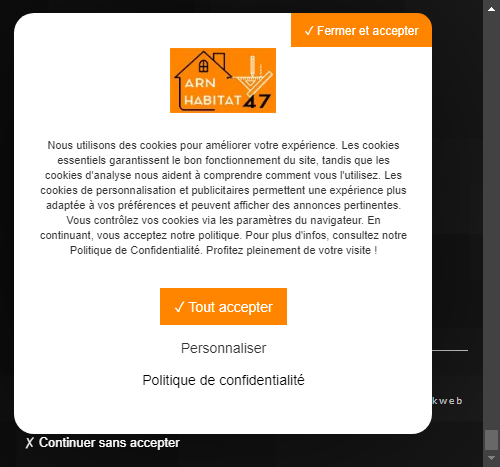 ✓ Fermer et accepter
ARN
HABITAT 47
Nous utilisons des cookies pour améliorer votre expérience. Les cookies
essentiels garantissent le bon fonctionnement du site, tandis que les
cookies d'analyse nous aident à comprendre comment vous l'utilisez. Les
cookies de personnalisation et publicitaires permettent une expérience plus
adaptée à vos préférences et peuvent afficher des annonces pertinentes.
Vous contrôlez vos cookies via les paramètres du navigateur. En
continuant, vous acceptez notre politique. Pour plus d'infos, consultez notre
Politique de Confidentialité. Profitez pleinement de votre visite !
✓ Tout accepter
Personnaliser
Politique de confidentialité
kweb
✗ Continuer sans accepter